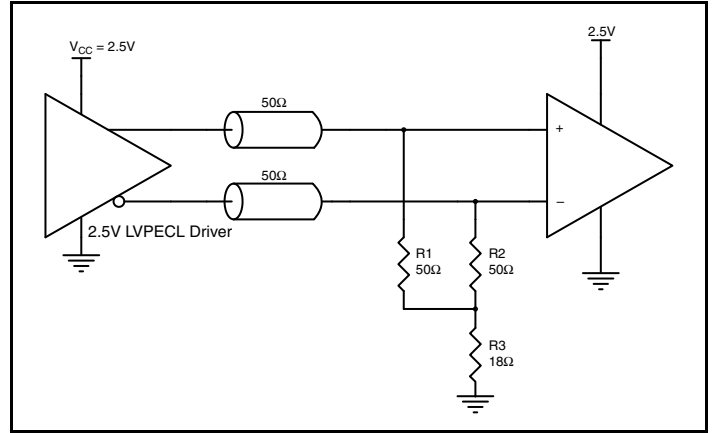 V_CC = 2.5V
2.5V
50Ω
50Ω
+
−
2.5V LVPECL Driver
R1
50Ω
R2
50Ω
R3
18Ω